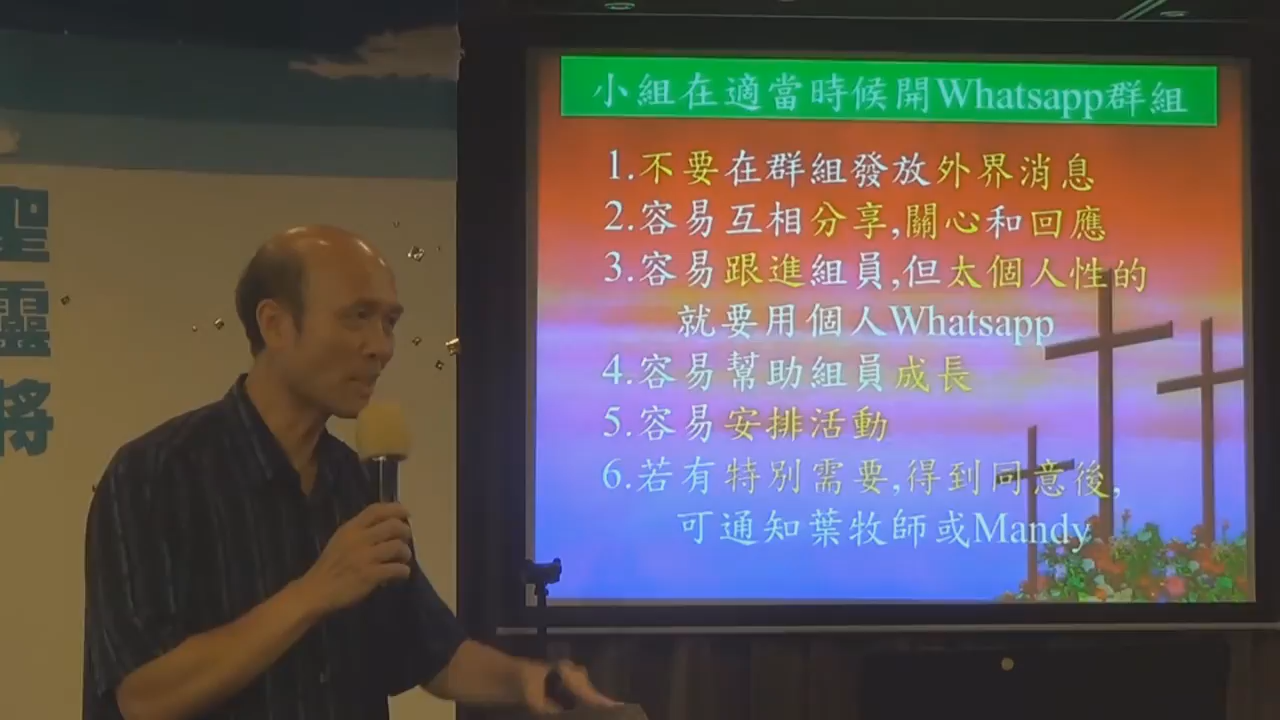 聖
靈
將
小組在適當時候開Whatsapp群組
1.不要在群組發放外界消息
2.容易互相分享,關心和回應
3.容易跟進組員,但太個人性的
就要用個人Whatsapp
4.容易幫助組員成長
5.容易安排活動
6.若有特別需要,得到同意後,
可通知葉牧師或Mandy